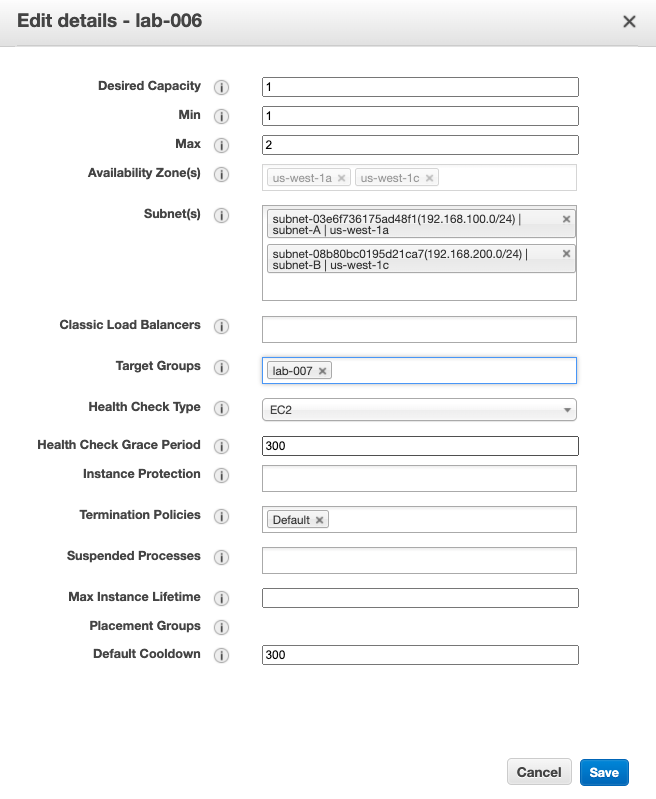 Edit details - lab-006 ×
Desired Capacity i 1
Min i 1
Max i 2
Availability Zone(s) i us-west-1a × us-west-1c ×
Subnet(s) i subnet-03e6f736175ad48f1(192.168.100.0/24) | ×
subnet-A | us-west-1a
subnet-08b80bc0195d21ca7(192.168.200.0/24) | ×
subnet-B | us-west-1c
Classic Load Balancers i
Target Groups i lab-007 ×
Health Check Type i EC2
Health Check Grace Period i 300
Instance Protection i
Termination Policies i Default ×
Suspended Processes i
Max Instance Lifetime i
Placement Groups i
Default Cooldown i 300
Cancel Save